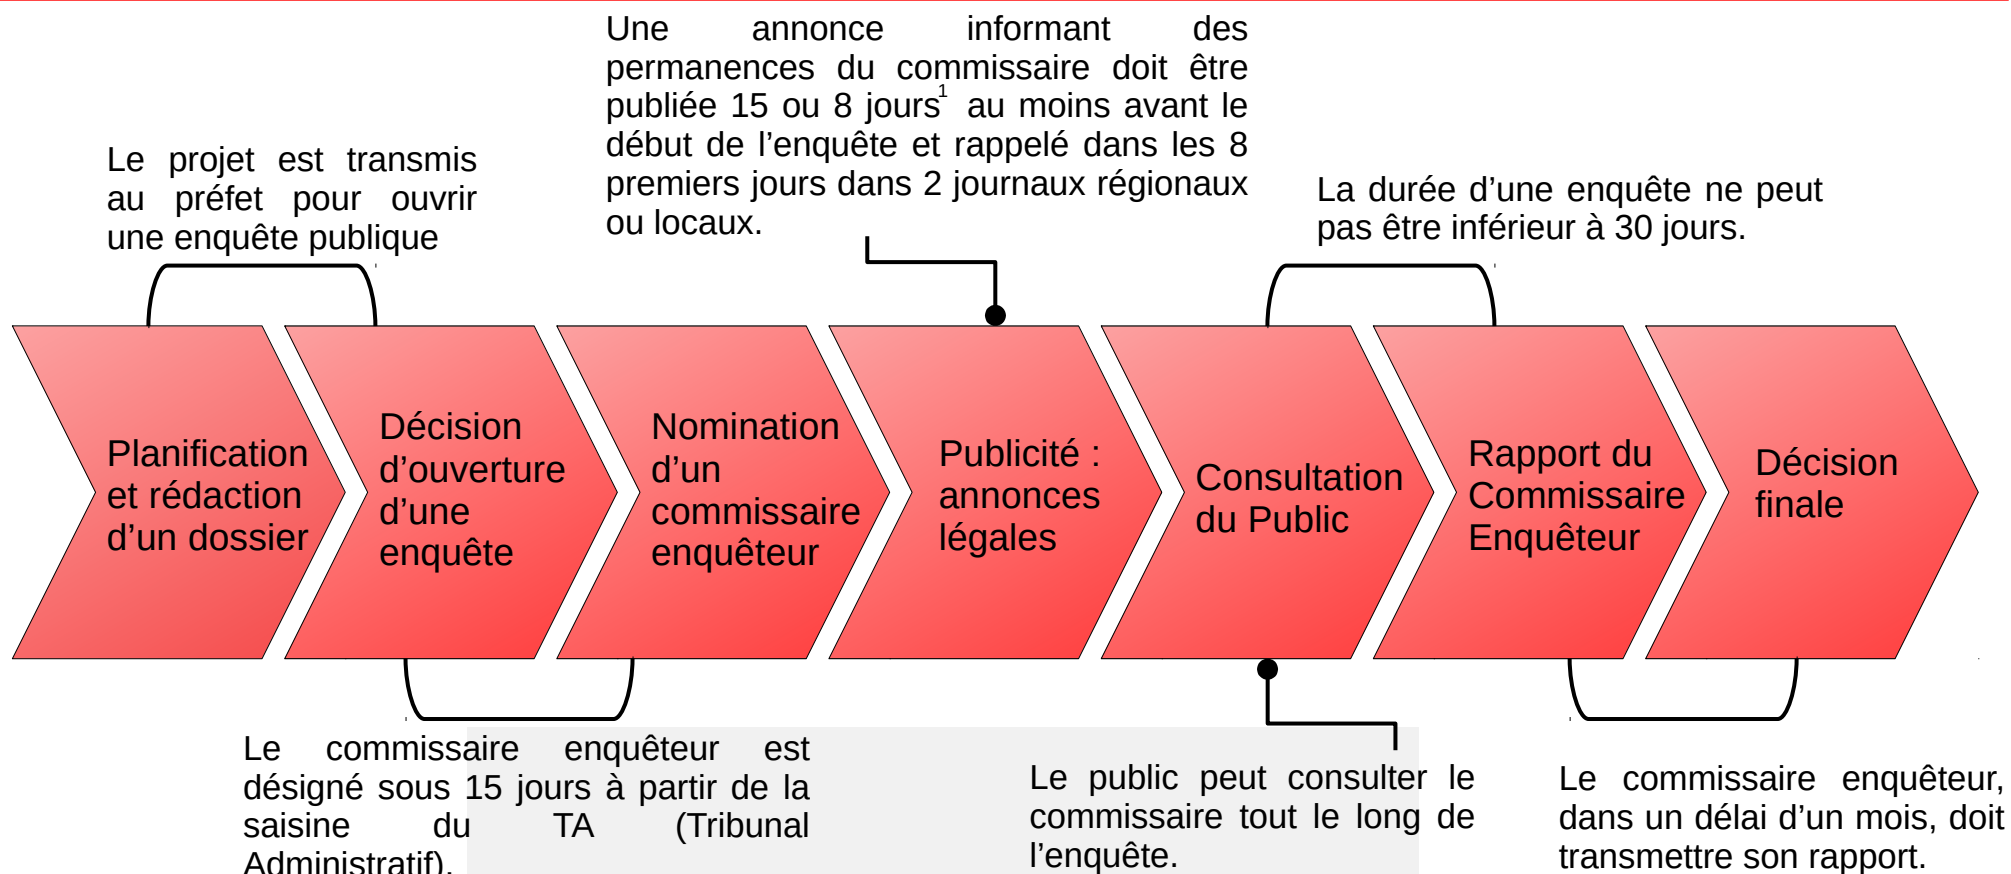 Une annonce informant des
permanences du commissaire doit être
publiée 15 ou 8 jours¹ au moins avant le
début de l’enquête et rappelé dans les 8
premiers jours dans 2 journaux régionaux
ou locaux.
Le projet est transmis
au préfet pour ouvrir
une enquête publique
La durée d’une enquête ne peut
pas être inférieur à 30 jours.
Planification
et rédaction
d’un dossier
Décision
d’ouverture
d’une
enquête
Nomination
d’un
commissaire
enquêteur
Publicité :
annonces
légales
Consultation
du Public
Rapport du
Commissaire
Enquêteur
Décision
finale
Le commissaire enquêteur est
désigné sous 15 jours à partir de la
saisine du TA (Tribunal
Administratif).
Le public peut consulter le
commissaire tout le long de
l’enquête.
Le commissaire enquêteur,
dans un délai d’un mois, doit
transmettre son rapport.